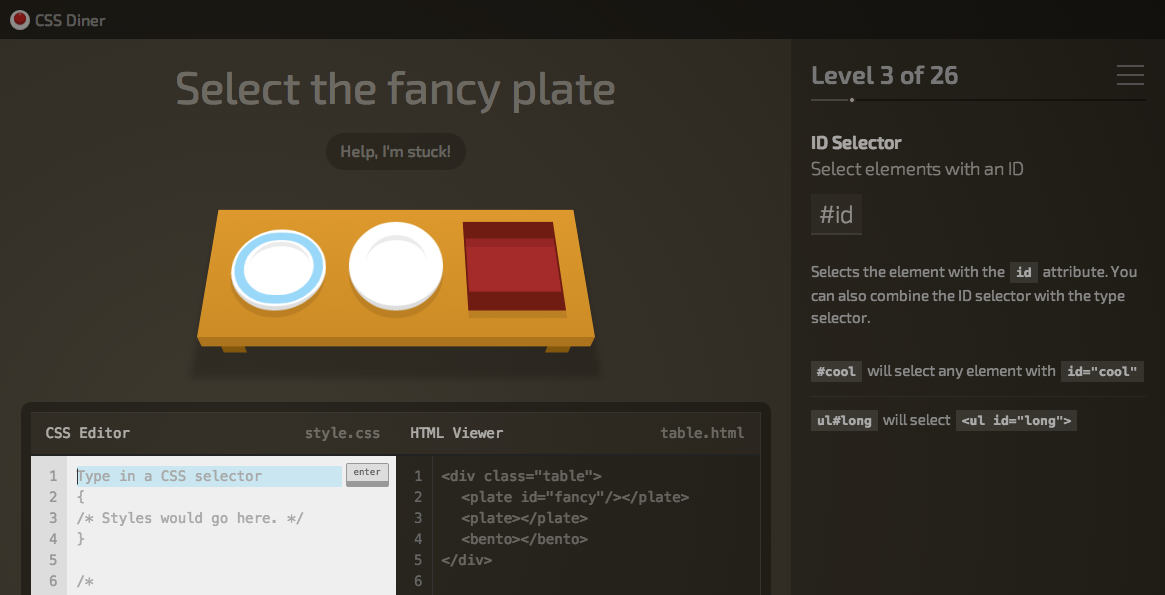 CSS Diner
Select the fancy plate
Help, I'm stuck!
Level 3 of 26
ID Selector
Select elements with an ID
#id
Selects the element with the id attribute. You
can also combine the ID selector with the type
selector.
#cool will select any element with id="cool"
ul#long will select <ul id="long">
CSS Editor style.css
1 Type in a CSS selector enter
2 {
3 /* Styles would go here. */
4 }
5
6 /*
HTML Viewer table.html
1 <div class="table">
2 <plate id="fancy"/></plate>
3 <plate></plate>
4 <bento></bento>
5 </div>
6